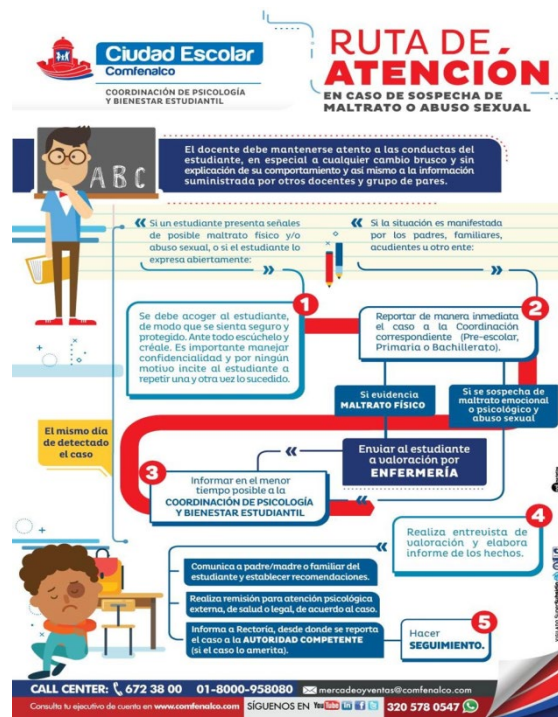 Ciudad Escolar
Comfenalco
COORDINACIÓN DE PSICOLOGÍA
Y BIENESTAR ESTUDIANTIL
RUTA DE
ATENCIÓN
EN CASO DE SOSPECHA DE
MALTRATO O ABUSO SEXUAL
A B C
El docente debe mantenerse atento a las conductas del
estudiante, en especial a cualquier cambio brusco y sin
explicación de su comportamiento y así mismo a la información
suministrada por otros docentes y grupo de pares.
« Si un estudiante presenta señales
de posible maltrato físico y/o
abuso sexual, o si el estudiante lo
expresa abiertamente:
»
« Si la situación es manifestada
por los padres, familiares,
acudientes u otro ente:
»
1
Se debe acoger al estudiante,
de modo que se sienta seguro y
protegido. Ante todo escúchelo y
créale. Es importante manejar
confidencialidad y por ningún
motivo incite al estudiante a
repetir una y otra vez lo sucedido.
2
Reportar de manera inmediata
el caso a la Coordinación
correspondiente (Pre-escolar,
Primaria o Bachillerato).
Si evidencia
MALTRATO FÍSICO
Si se sospecha de
maltrato emocional
o psicológico y
abuso sexual
El mismo día
de detectado
el caso
Enviar al estudiante
a valoración por
ENFERMERÍA
3
Informar en el menor
tiempo posible a la
COORDINACIÓN DE PSICOLOGÍA
Y BIENESTAR ESTUDIANTIL
4
Realiza entrevista de
valoración y elabora
informe de los hechos.
Comunica a padre/madre o familiar del
estudiante y establecer recomendaciones.
Realiza remisión para atención psicológica
externa, de salud o legal, de acuerdo al caso.
Informa a Rectoría, desde donde se reporta
el caso a la AUTORIDAD COMPETENTE
(si el caso lo amerita).
5
Hacer
SEGUIMIENTO.
CALL CENTER: 672 38 00 01-8000-958080 mercadeoyventas@comfenalco.com
Consulta tu ejecutivo de cuenta en www.comfenalco.com SÍGUENOS EN YouTube 320 578 0547